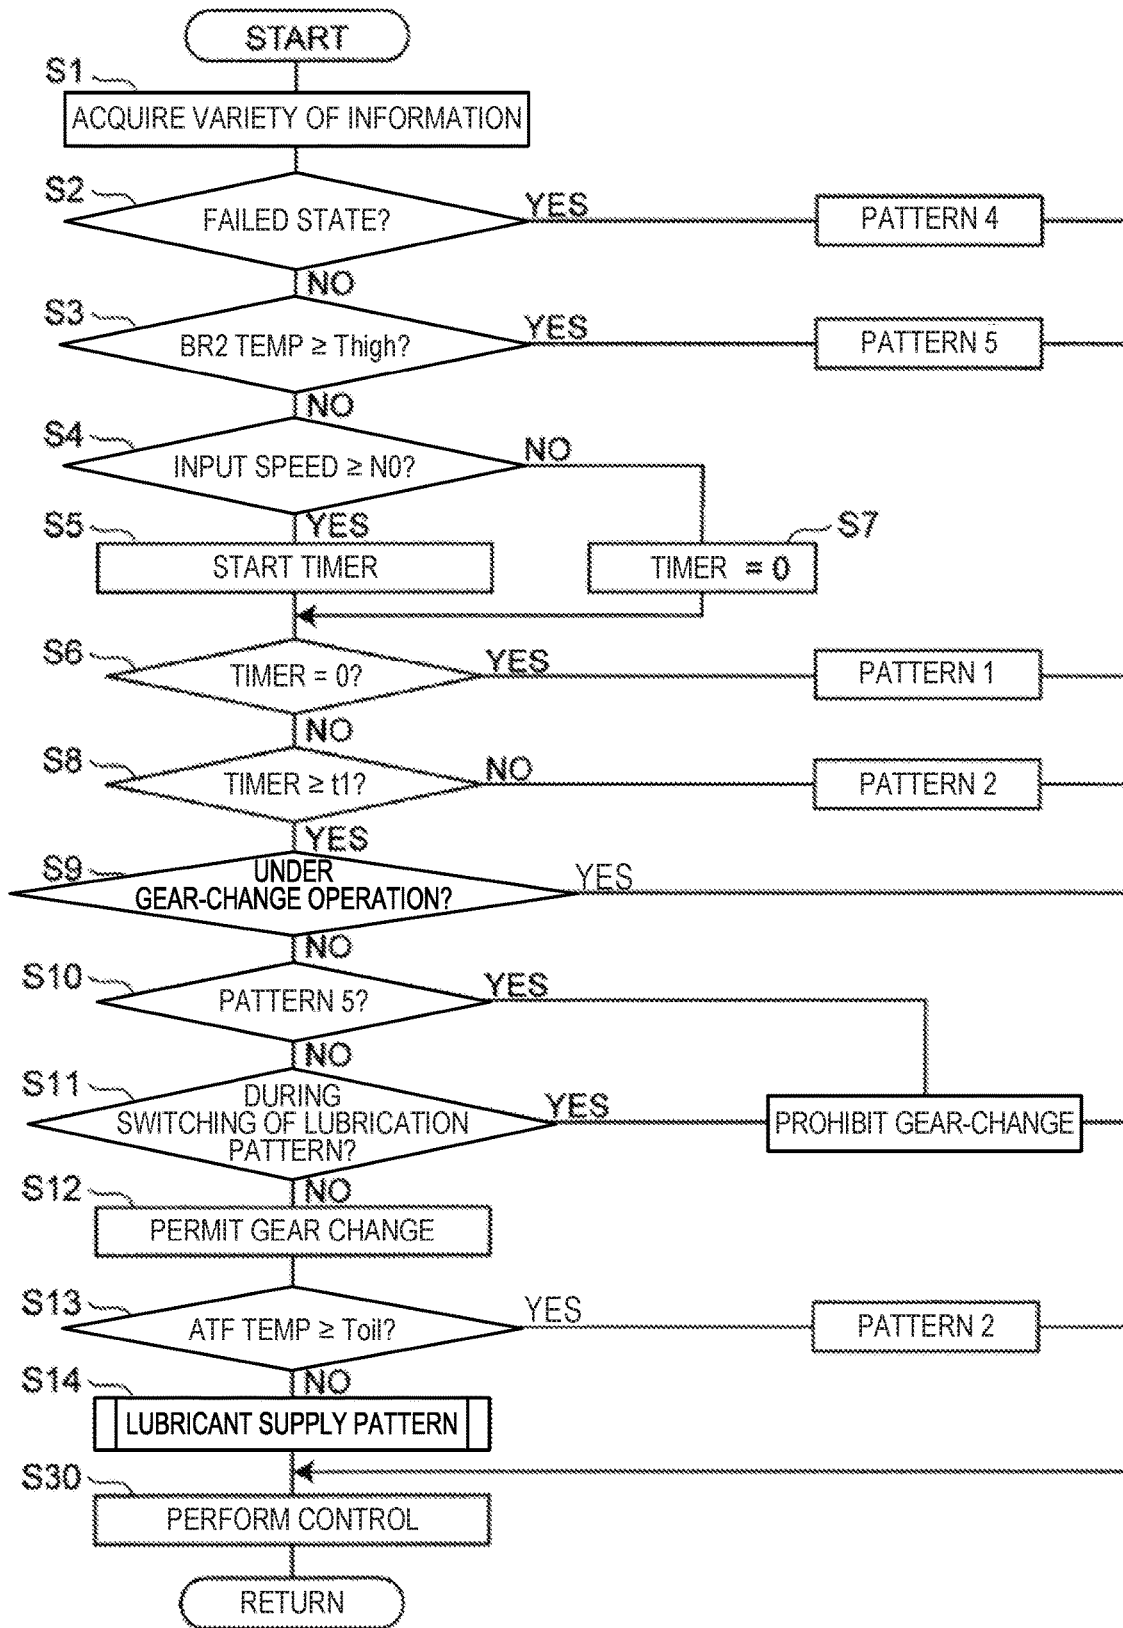 START
S1
ACQUIRE VARIETY OF INFORMATION
S2
FAILED STATE?
YES
PATTERN 4
NO
S3
BR2 TEMP ≥ Thigh?
YES
PATTERN 5
NO
S4
INPUT SPEED ≥ N0?
NO
YES
S5
START TIMER
S7
TIMER = 0
S6
TIMER = 0?
YES
PATTERN 1
NO
S8
TIMER ≥ t1?
NO
PATTERN 2
YES
S9
UNDER
GEAR-CHANGE OPERATION?
YES
NO
S10
PATTERN 5?
YES
NO
S11
DURING
SWITCHING OF LUBRICATION
PATTERN?
YES
PROHIBIT GEAR-CHANGE
NO
S12
PERMIT GEAR CHANGE
S13
ATF TEMP ≥ Toil?
YES
PATTERN 2
NO
S14
LUBRICANT SUPPLY PATTERN
S30
PERFORM CONTROL
RETURN